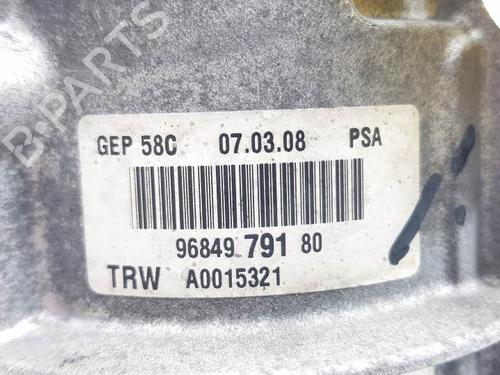 B-PARTS
GEP 58C 07.03.08 PSA
96849 791 80
TRW A0015321